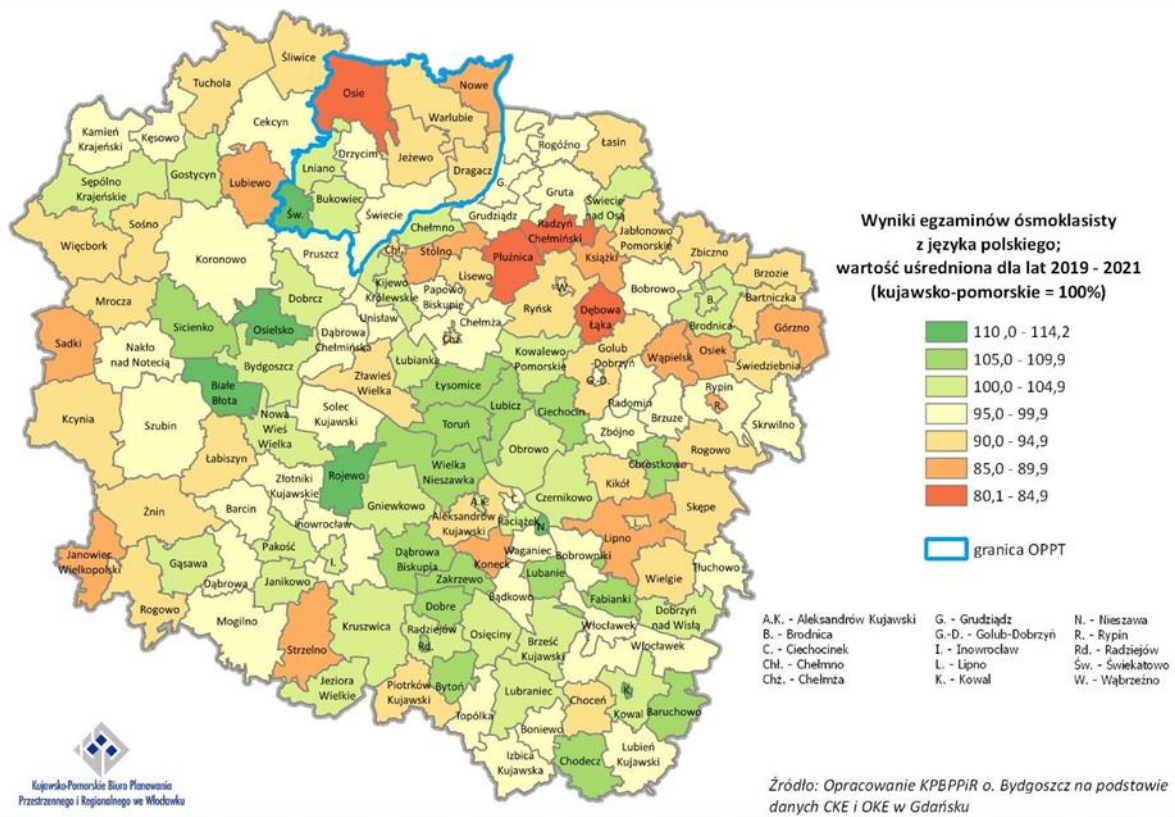 Śliwice
Tuchola
Osie
Nowe
Cekcyn
Warlubie
Kamień
Krajeński
Kęsowo
Drzycim
Rogóźno
Łasin
Jeżewo
Gostycyn
Lniano
Dragacz
Lubiewo
G.
Sępólno
Krajeńskie
Bukowiec
Gruta
Św.
Świecie
Grudziądz
Świecie
nad Osą
Sośno
Chełmno
Radzyń
Chełmiński
Jabłonowo
Pomorskie
Więcbork
Koronowo
Pruszcz
Chł.
Stolno
Płużnica
Książki
Zbiczno
Lisewo
Brzozie
Kijewo
Królewskie
Papowo
Biskupie
W.
Bobrowo
Bartniczka
Mrocza
Dobrcz
Unisław
B.
Sicienko
Osielsko
Chełmża
Ryńsk
Dębowa
Łąka
Brodnica
Górzno
Sadki
Nakło
nad Notecią
Dąbrowa
Chełmińska
Chż.
Golub
Dobrzyń
Wąpielsk
Osiek
Bydgoszcz
Łubianka
Kowalewo
Pomorskie
Świedziebnia
Białe
Błota
Zławieś
Wielka
G.-D.
Rypin
Łysomice
Radomin
R.
Kcynia
Szubin
Nowa
Wieś
Wielka
Solec
Kujawski
Lubicz
Ciechocin
Brzuze
Skrwilno
Toruń
Zbójno
Łabiszyn
Obrowo
Rogowo
Rojewo
Wielka
Nieszawka
Chrostkowo
Złotniki
Kujawskie
Kikół
Żnin
Barcin
Gniewkowo
A.K.
C.
Czernikowo
Skępe
Inowrocław
Aleksandrów
Kujawski
Raciążek
N.
L.
Janowiec
Wielkopolski
Pakość
I.
Dąbrowa
Biskupia
Koneck
Waganiec
Bobrowniki
Lipno
Gąsawa
Tłuchowo
Dąbrowa
Janikowo
Zakrzewo
Lubanie
Wielgie
Rogowo
Bądkowo
Fabianki
Mogilno
Dobre
Dobrzyń
nad Wisłą
Kruszwica
Radziejów
Osięciny
Włocławek
Strzelno
Rd.
Brześć
Kujawski
Włocławek
Jeziora
Wielkie
Piotrków
Kujawski
Bytoń
Lubraniec
Choceń
K.
Kowal
Baruchowo
Topólka
Boniewo
Izbica
Kujawska
Chodecz
Lubień
Kujawski
Wyniki egzaminów ósmoklasisty
z języka polskiego;
wartość uśredniona dla lat 2019 - 2021
(kujawsko-pomorskie = 100%)
110 ,0 - 114,2
105,0 - 109,9
100,0 - 104,9
95,0 - 99,9
90,0 - 94,9
85,0 - 89,9
80,1 - 84,9
granica OPPT
A.K. - Aleksandrów Kujawski
B. - Brodnica
C. - Ciechocinek
Chł. - Chełmno
Chż. - Chełmża
G. - Grudziądz
G.-D. - Golub-Dobrzyń
I. - Inowrocław
L. - Lipno
K. - Kowal
N. - Nieszawa
R. - Rypin
Rd. - Radziejów
Św. - Świekatowo
W. - Wąbrzeźno
Kujawsko-Pomorskie Biuro Planowania
Przestrzennego i Regionalnego we Włocławku
Źródło: Opracowanie KPBPPiR o. Bydgoszcz na podstawie
danych CKE i OKE w Gdańsku